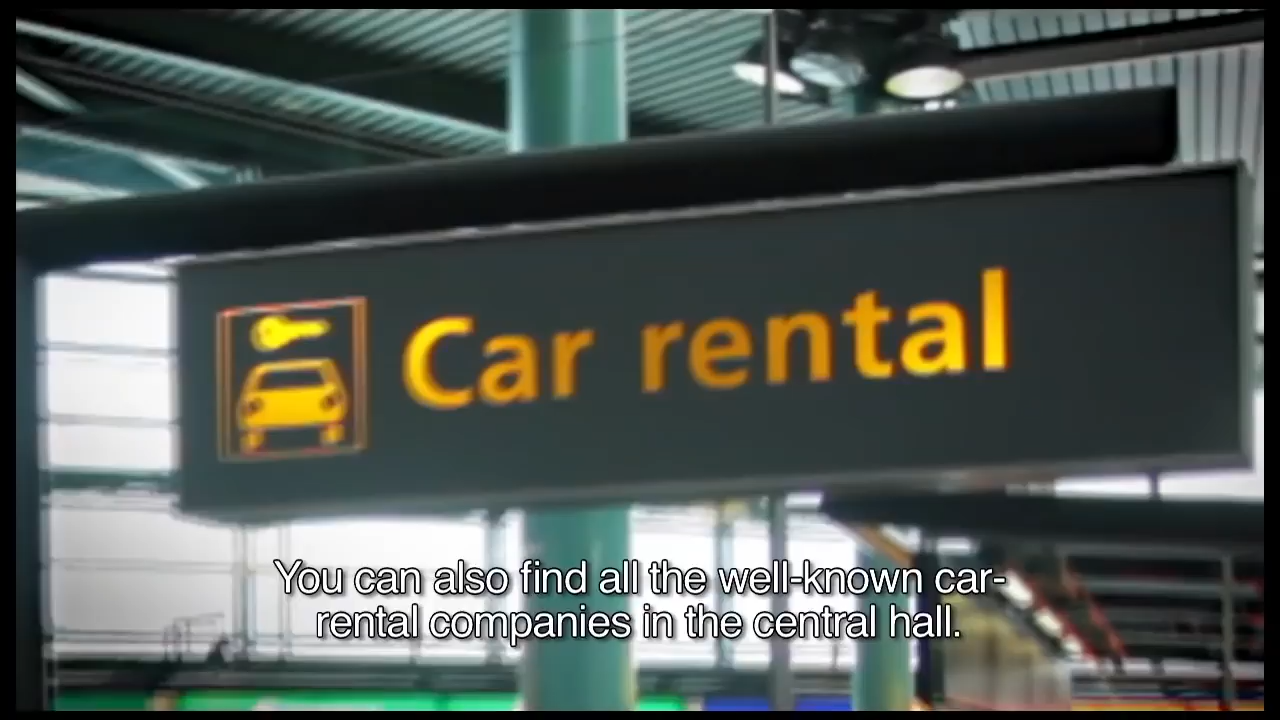 Car rental
You can also find all the well-known car-
rental companies in the central hall.